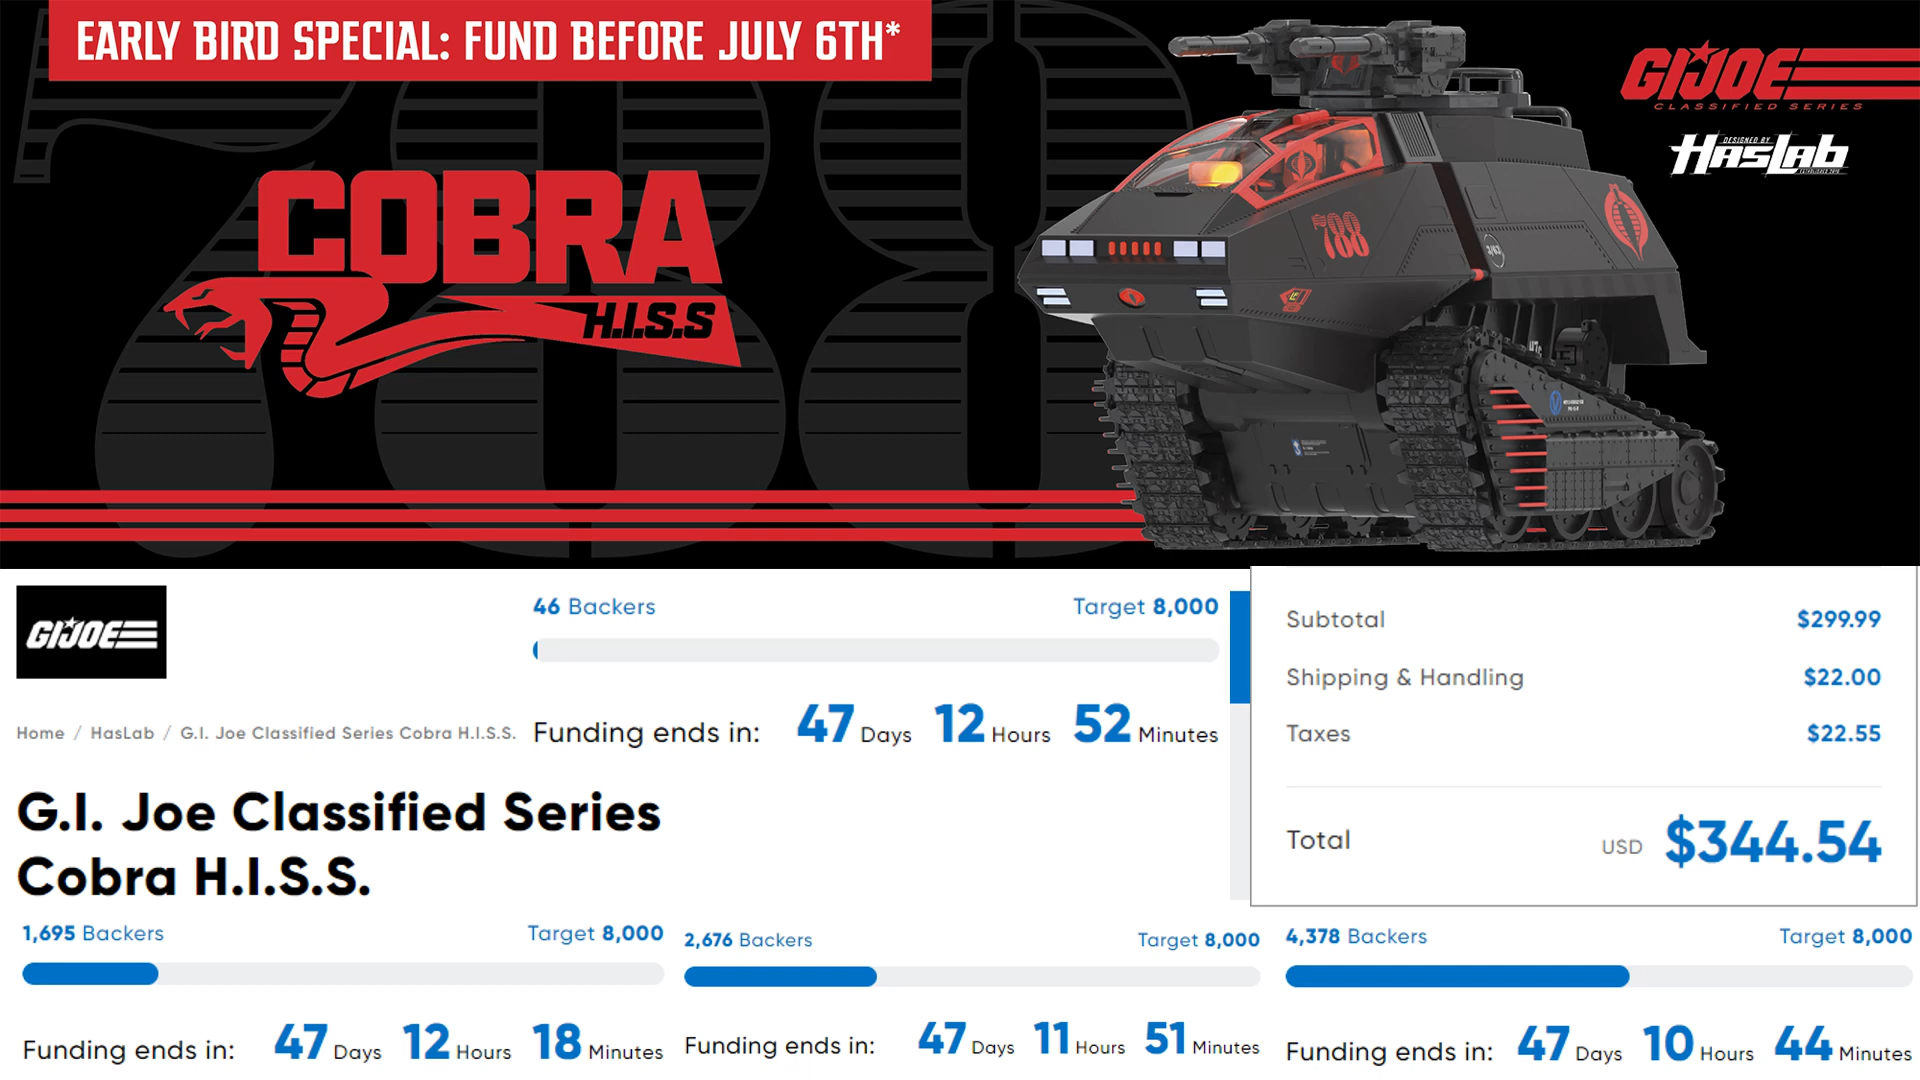 EARLY BIRD SPECIAL: FUND BEFORE JULY 6TH*
GIJOE
CLASSIFIED SERIES
DESIGNED BY
HASLAB
COBRA
H.I.S.S
788
788
GIJOE
46 Backers Target 8,000
Home / HasLab / G.I. Joe Classified Series Cobra H.I.S.S.
Funding ends in: 47 Days 12 Hours 52 Minutes
G.I. Joe Classified Series
Cobra H.I.S.S.
Subtotal $299.99
Shipping & Handling $22.00
Taxes $22.55
Total USD $344.54
1,695 Backers Target 8,000
Funding ends in: 47 Days 12 Hours 18 Minutes
2,676 Backers Target 8,000
Funding ends in: 47 Days 11 Hours 51 Minutes
4,378 Backers Target 8,000
Funding ends in: 47 Days 10 Hours 44 Minutes